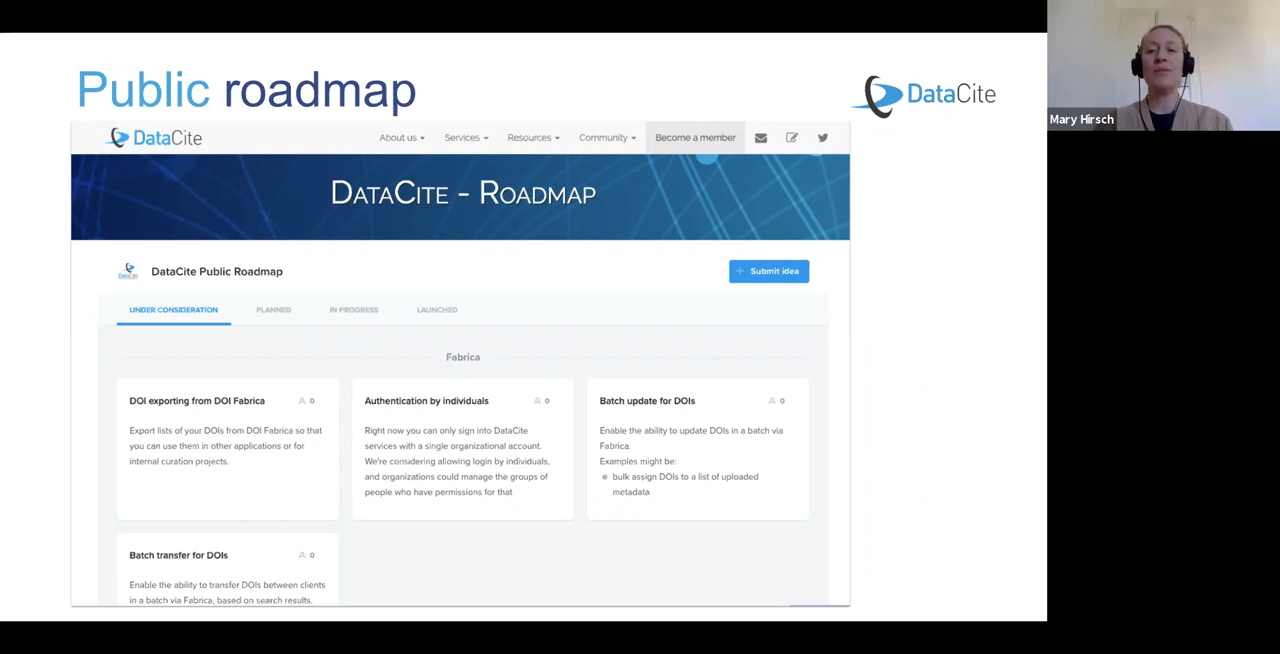 Public roadmap
DataCite
Mary Hirsch
DataCite
About us
Services
Resources
Community
Become a member
DATACITE - ROADMAP
DataCite
DataCite Public Roadmap
+ Submit idea
UNDER CONSIDERATION
PLANNED
IN PROGRESS
LAUNCHED
Fabrica
DOI exporting from DOI Fabrica
0
Export lists of your DOIs from DOI Fabrica so that
you can use them in other applications or for
internal curation projects.
Authentication by individuals
0
Right now you can only sign into DataCite
services with a single organizational account.
We're considering allowing login by individuals,
and organizations could manage the groups of
people who have permissions for that
Batch update for DOIs
0
Enable the ability to update DOIs in a batch via
Fabrica.
Examples might be:
bulk assign DOIs to a list of uploaded
metadata
Batch transfer for DOIs
0
Enable the ability to transfer DOIs between clients
in a batch via Fabrica, based on search results.